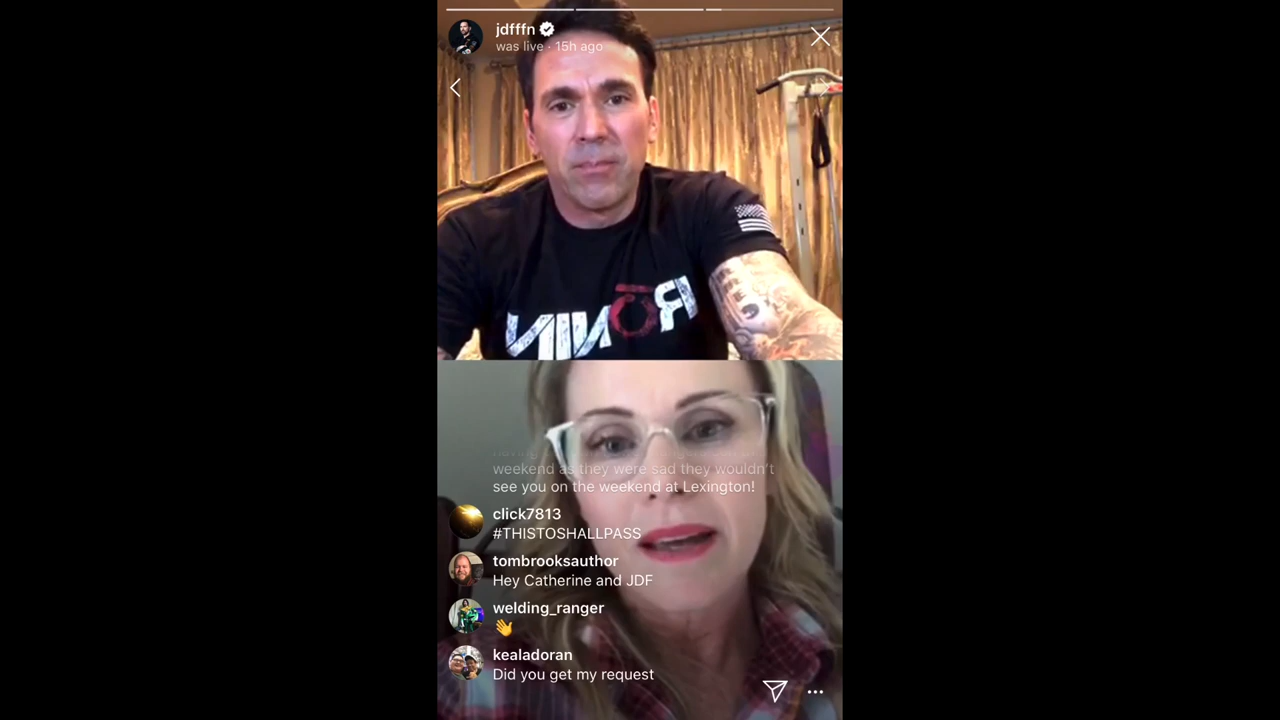 jdfffn
was live · 15h ago
RŌNIN
weekend as they were sad they wouldn't
see you on the weekend at Lexington!
click7813
#THISTOSHALLPASS
tombrooksauthor
Hey Catherine and JDF
welding_ranger
👋
kealadoran
Did you get my request